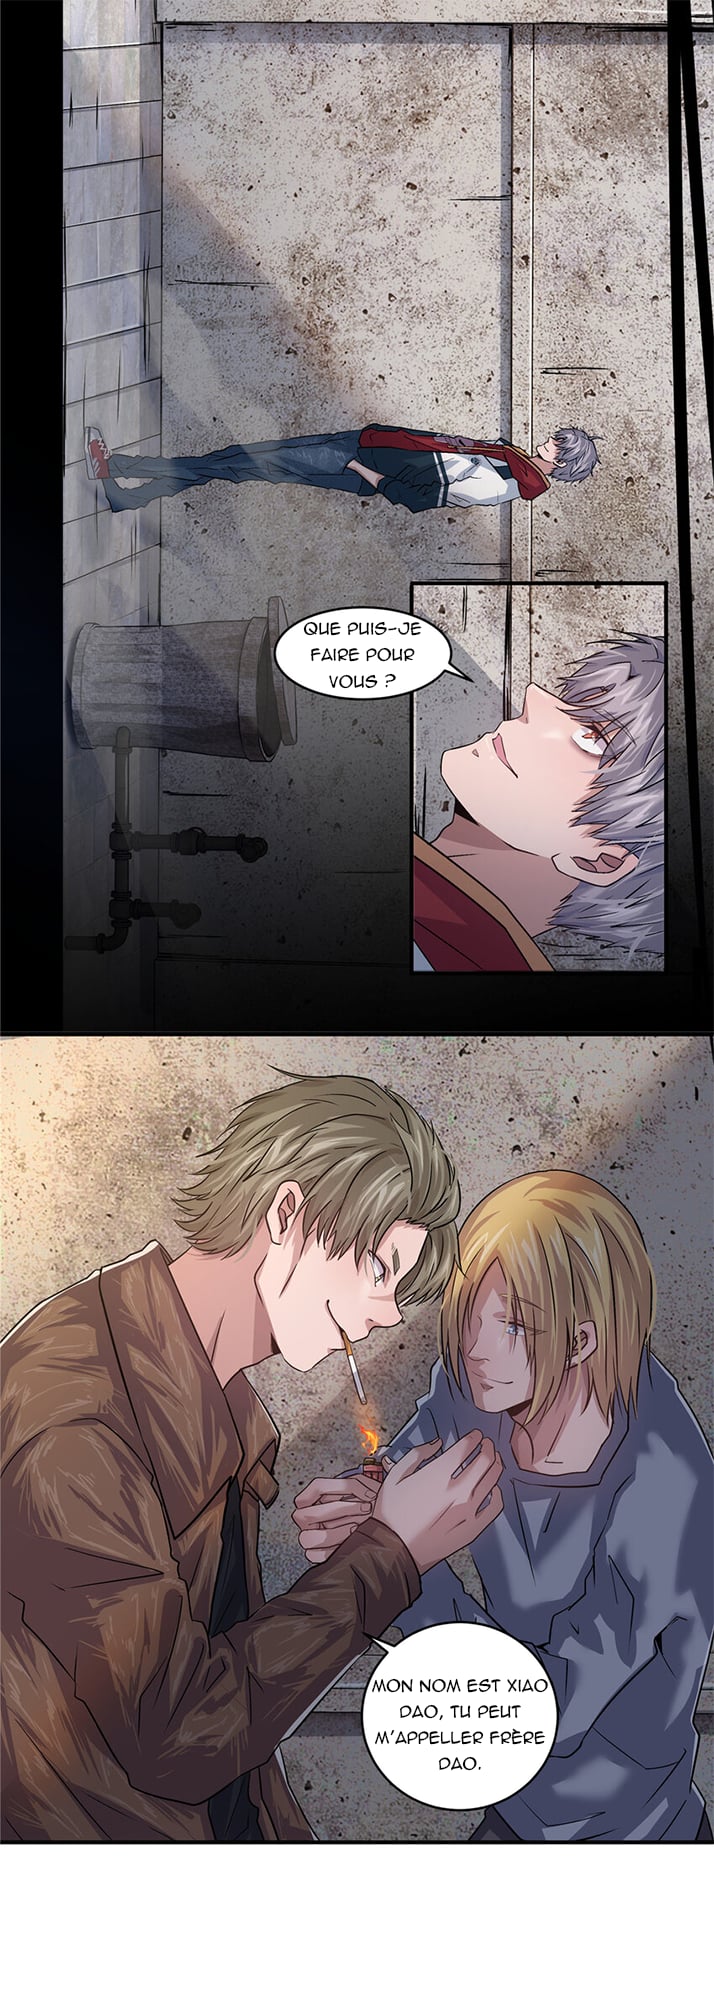 QUE PUIS-JE
FAIRE POUR
VOUS ?
MON NOM EST XIAO
DAO, TU PEUT
M'APPELLER FRÈRE
DAO.